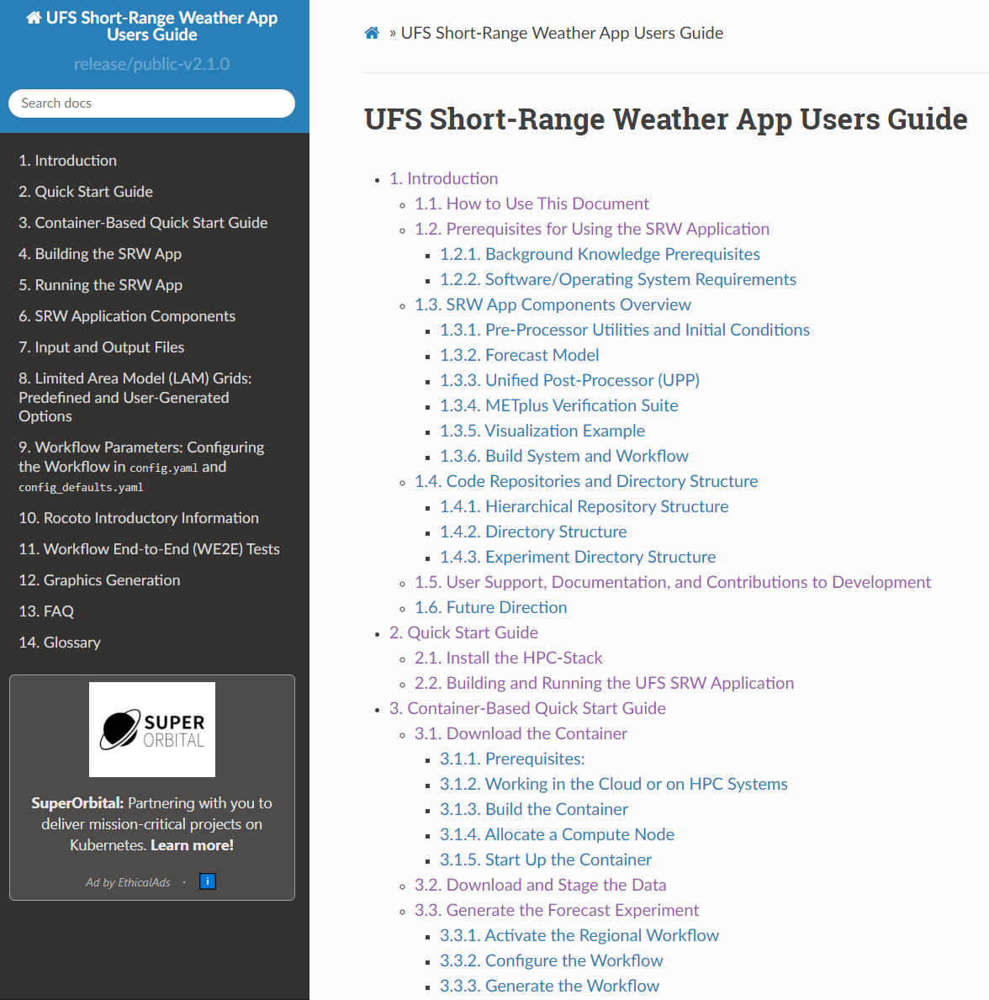 UFS Short-Range Weather App
Users Guide
release/public-v2.1.0
Search docs
1. Introduction
2. Quick Start Guide
3. Container-Based Quick Start Guide
4. Building the SRW App
5. Running the SRW App
6. SRW Application Components
7. Input and Output Files
8. Limited Area Model (LAM) Grids:
Predefined and User-Generated
Options
9. Workflow Parameters: Configuring
the Workflow in config.yaml and
config_defaults.yaml
10. Rocoto Introductory Information
11. Workflow End-to-End (WE2E) Tests
12. Graphics Generation
13. FAQ
14. Glossary
SUPER
ORBITAL
SuperOrbital: Partnering with you to
deliver mission-critical projects on
Kubernetes. Learn more!
Ad by EthicalAds · i
» UFS Short-Range Weather App Users Guide
UFS Short-Range Weather App Users Guide
• 1. Introduction
◦ 1.1. How to Use This Document
◦ 1.2. Prerequisites for Using the SRW Application
▪ 1.2.1. Background Knowledge Prerequisites
▪ 1.2.2. Software/Operating System Requirements
◦ 1.3. SRW App Components Overview
▪ 1.3.1. Pre-Processor Utilities and Initial Conditions
▪ 1.3.2. Forecast Model
▪ 1.3.3. Unified Post-Processor (UPP)
▪ 1.3.4. METplus Verification Suite
▪ 1.3.5. Visualization Example
▪ 1.3.6. Build System and Workflow
◦ 1.4. Code Repositories and Directory Structure
▪ 1.4.1. Hierarchical Repository Structure
▪ 1.4.2. Directory Structure
▪ 1.4.3. Experiment Directory Structure
◦ 1.5. User Support, Documentation, and Contributions to Development
◦ 1.6. Future Direction
• 2. Quick Start Guide
◦ 2.1. Install the HPC-Stack
◦ 2.2. Building and Running the UFS SRW Application
• 3. Container-Based Quick Start Guide
◦ 3.1. Download the Container
▪ 3.1.1. Prerequisites:
▪ 3.1.2. Working in the Cloud or on HPC Systems
▪ 3.1.3. Build the Container
▪ 3.1.4. Allocate a Compute Node
▪ 3.1.5. Start Up the Container
◦ 3.2. Download and Stage the Data
◦ 3.3. Generate the Forecast Experiment
▪ 3.3.1. Activate the Regional Workflow
▪ 3.3.2. Configure the Workflow
▪ 3.3.3. Generate the Workflow